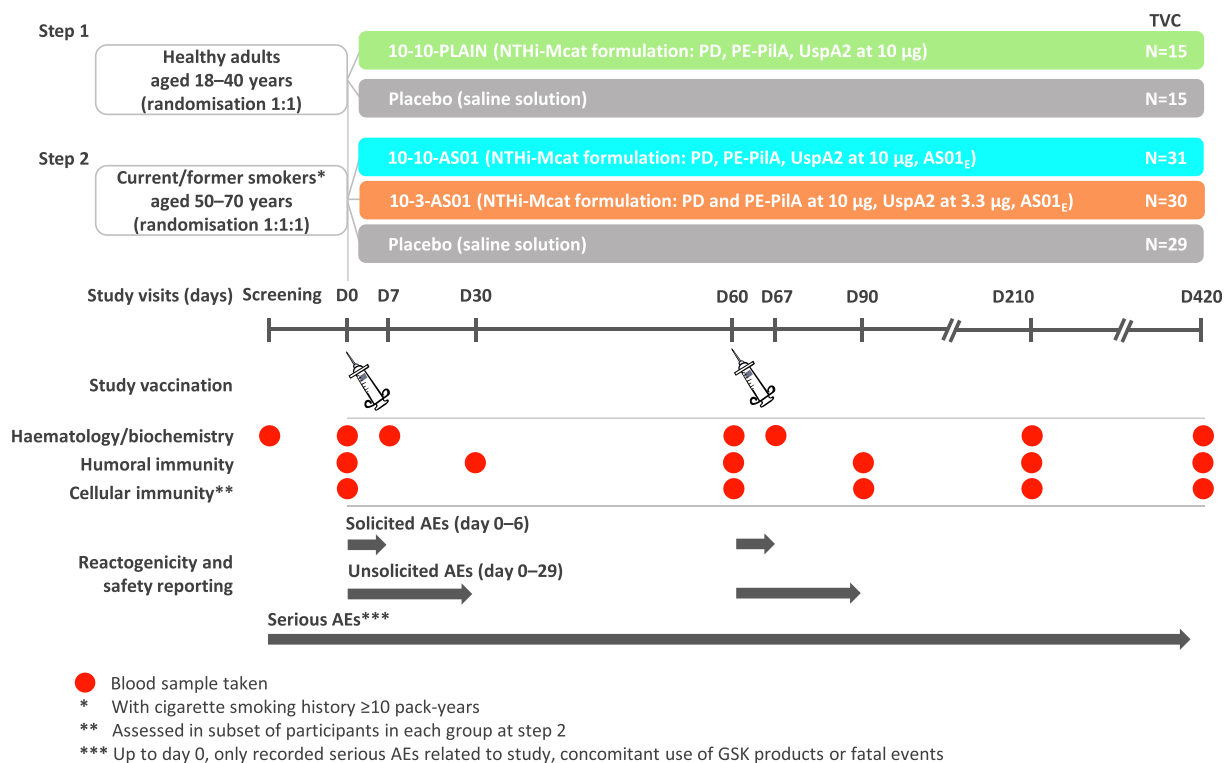 TVC
Step 1
Healthy adults
aged 18–40 years
(randomisation 1:1)
10-10-PLAIN (NTHi-Mcat formulation: PD, PE-PilA, UspA2 at 10 µg) N=15
Placebo (saline solution) N=15
Step 2
Current/former smokers*
aged 50–70 years
(randomisation 1:1:1)
10-10-AS01 (NTHi-Mcat formulation: PD, PE-PilA, UspA2 at 10 µg, AS01E) N=31
10-3-AS01 (NTHi-Mcat formulation: PD and PE-PilA at 10 µg, UspA2 at 3.3 µg, AS01E) N=30
Placebo (saline solution) N=29
Study visits (days) Screening D0 D7 D30 D60 D67 D90 D210 D420
Study vaccination
Haematology/biochemistry
Humoral immunity
Cellular immunity**
Solicited AEs (day 0–6)
Reactogenicity and
safety reporting
Unsolicited AEs (day 0–29)
Serious AEs***
Blood sample taken
* With cigarette smoking history ≥10 pack-years
** Assessed in subset of participants in each group at step 2
*** Up to day 0, only recorded serious AEs related to study, concomitant use of GSK products or fatal events